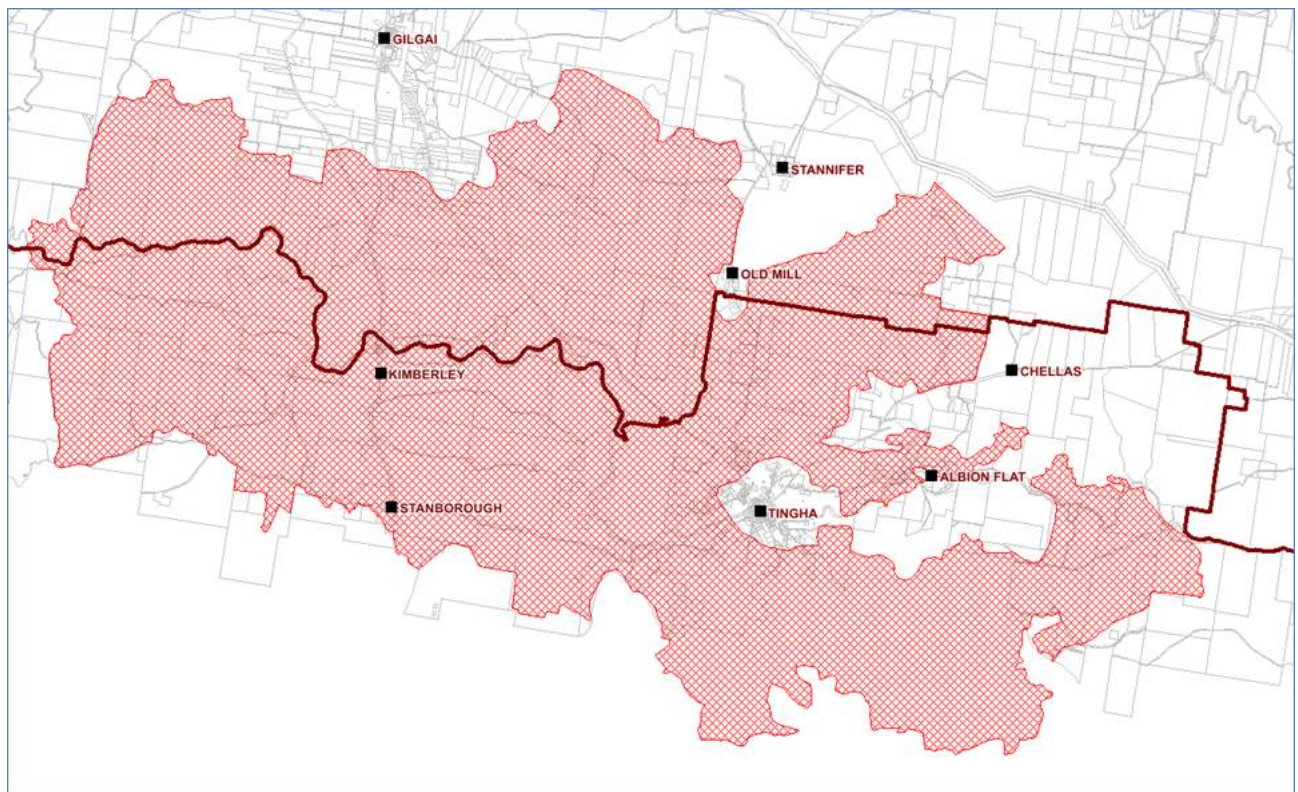 GILGAI
STANNIFER
OLD MILL
KIMBERLEY
CHELLAS
ALBION FLAT
STANBOROUGH
TINGHA